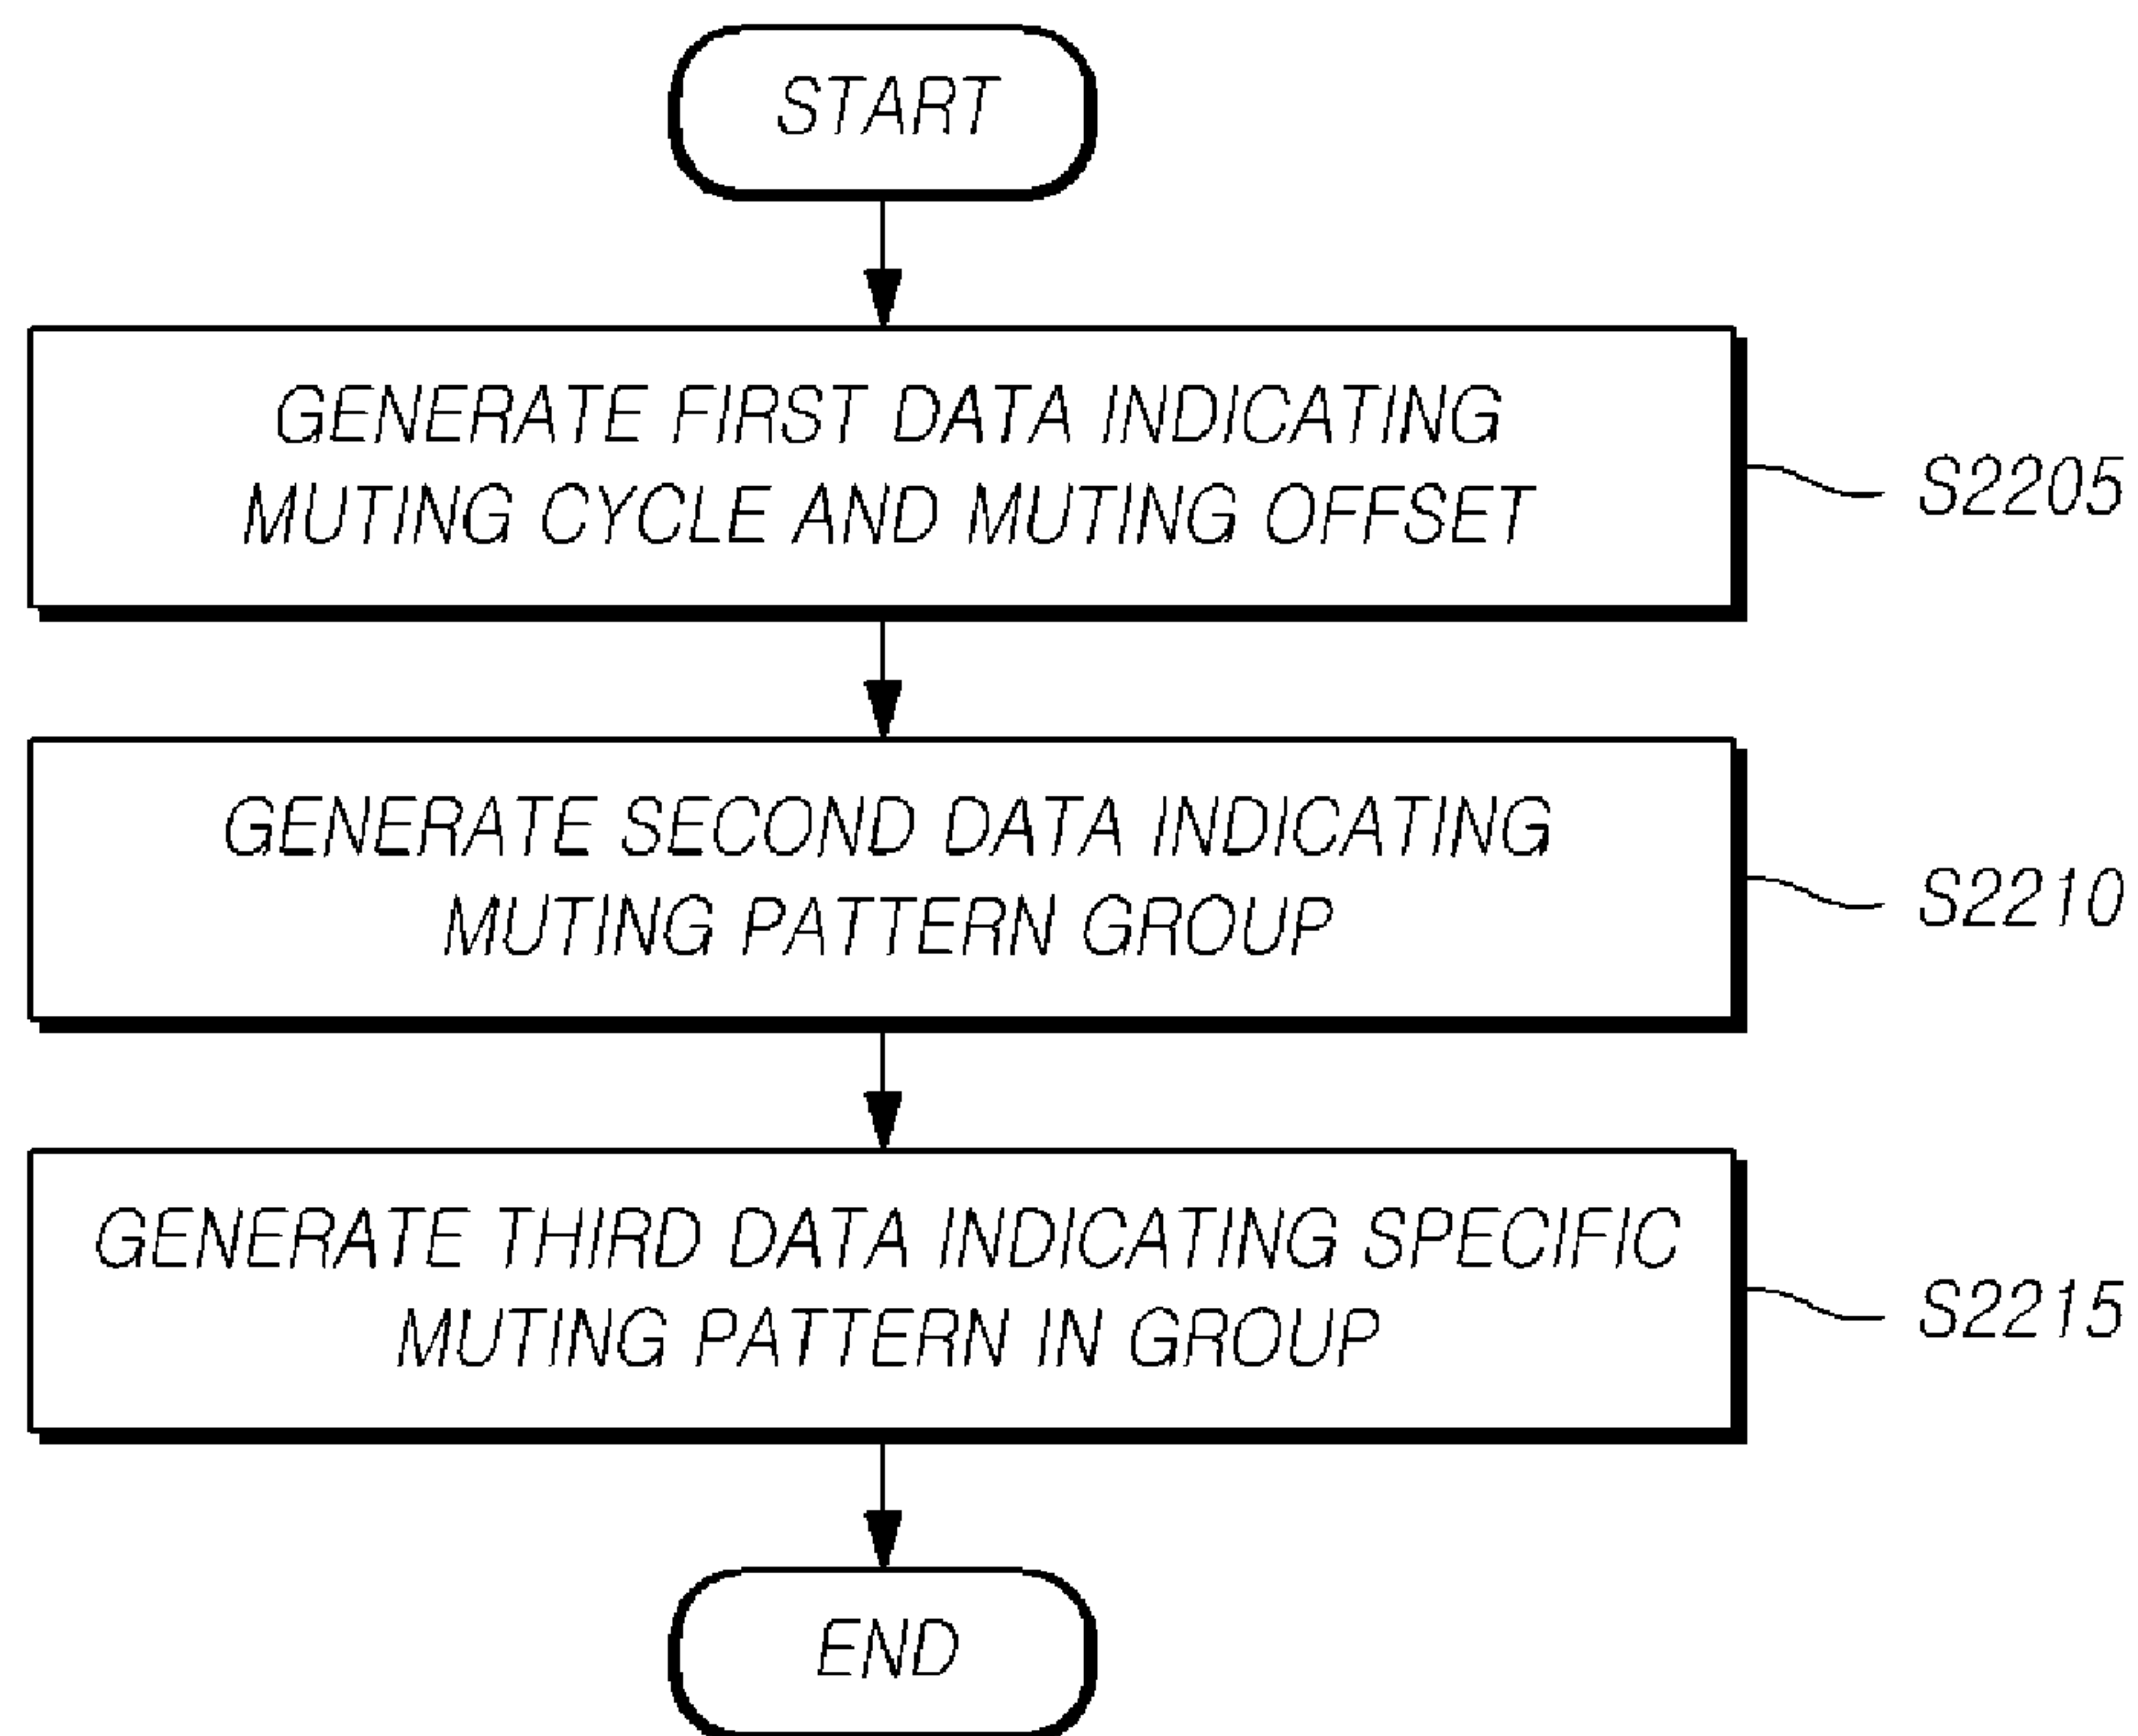 START
GENERATE FIRST DATA INDICATING
MUTING CYCLE AND MUTING OFFSET
S2205
GENERATE SECOND DATA INDICATING
MUTING PATTERN GROUP
S2210
GENERATE THIRD DATA INDICATING SPECIFIC
MUTING PATTERN IN GROUP
S2215
END